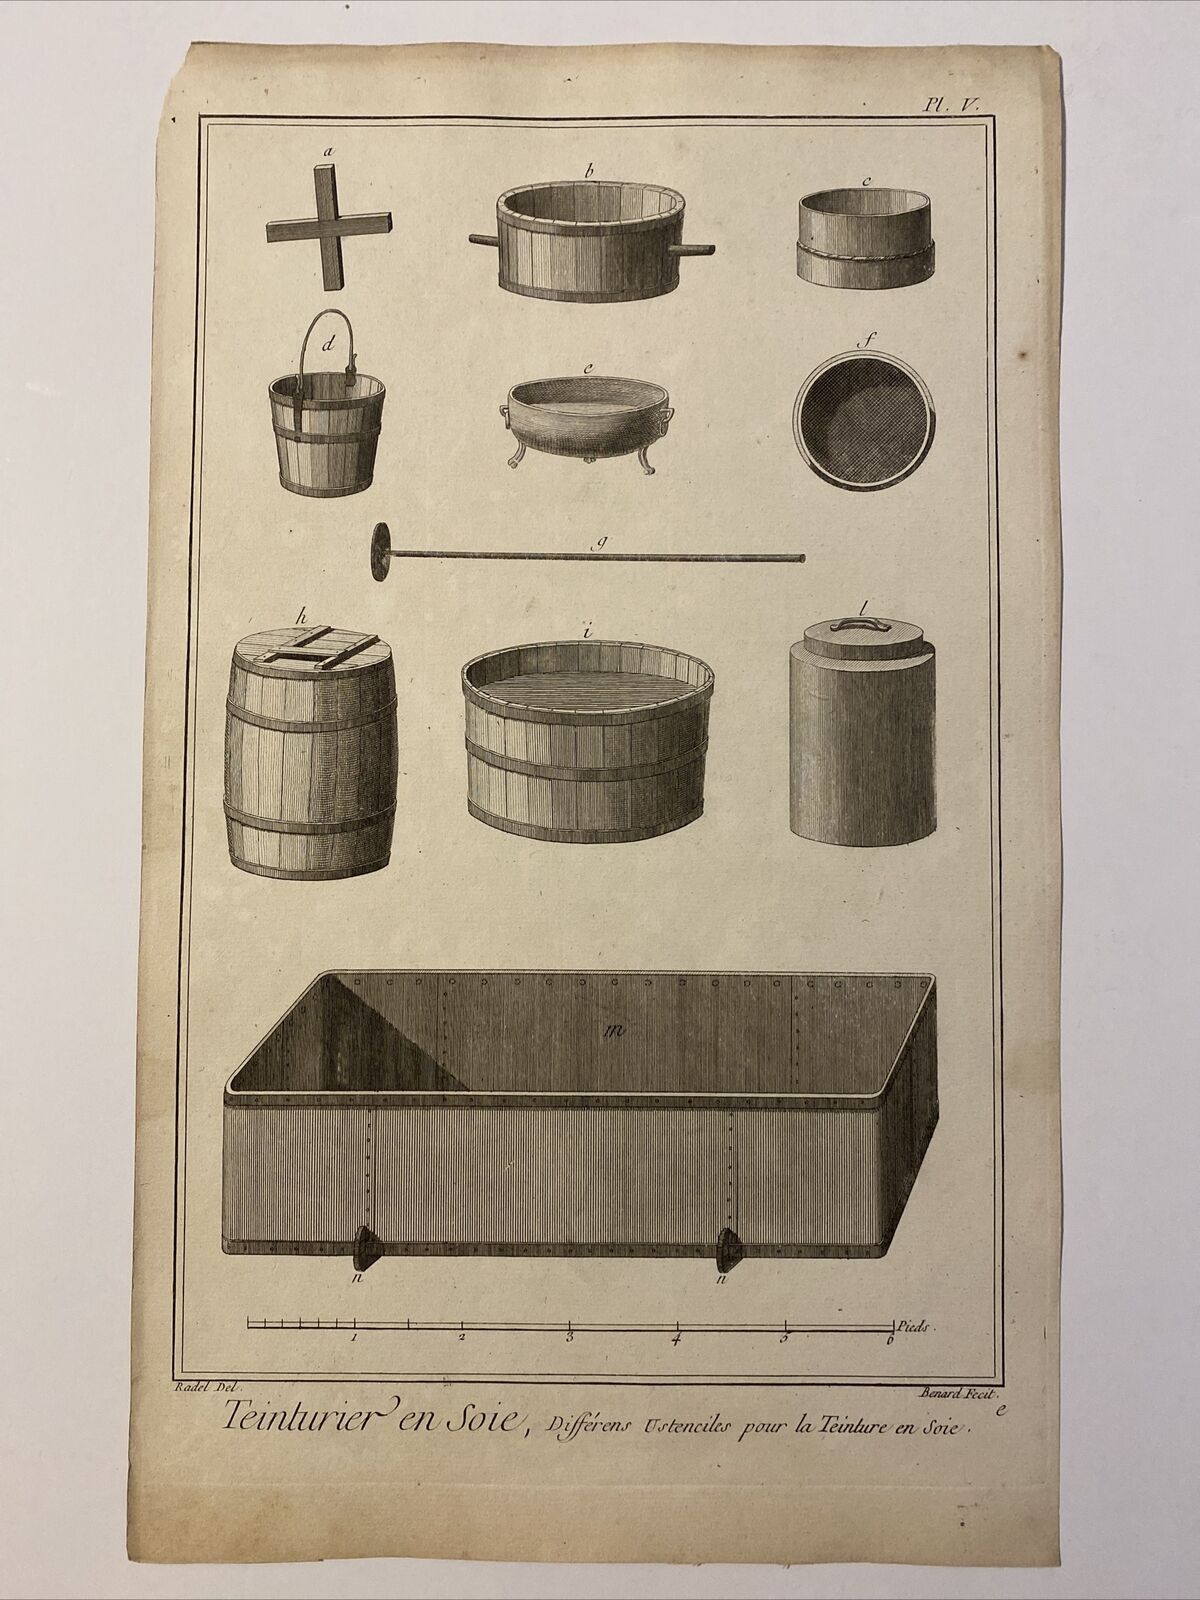 Pl. V.
a
b
c
d
e
f
g
h
i
l
m
n n
1 2 3 4 5 6 Pieds.
Radel Del.
Benard Fecit.
Teinturier en Soie, Différens Ustenciles pour la Teinture en Soie.
e